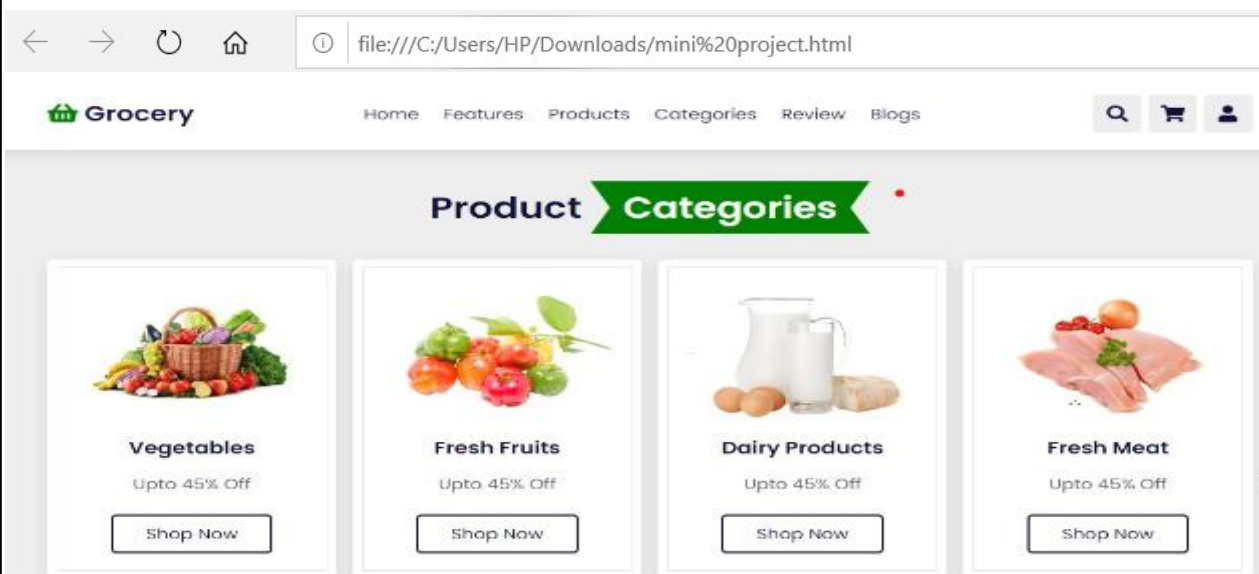 file:///C:/Users/HP/Downloads/mini%20project.html
Grocery Home Features Products Categories Review Blogs
Product Categories
Vegetables Fresh Fruits Dairy Products Fresh Meat
Upto 45% Off Upto 45% Off Upto 45% Off Upto 45% Off
Shop Now Shop Now Shop Now Shop Now